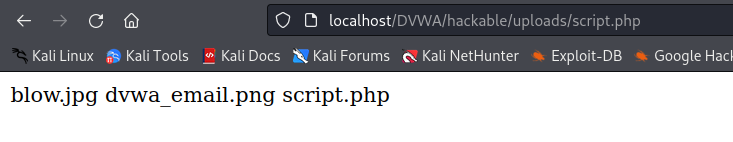 localhost/DVWA/hackable/uploads/script.php
Kali Linux Kali Tools Kali Docs Kali Forums Kali NetHunter Exploit-DB Google Hack
blow.jpg dvwa_email.png script.php